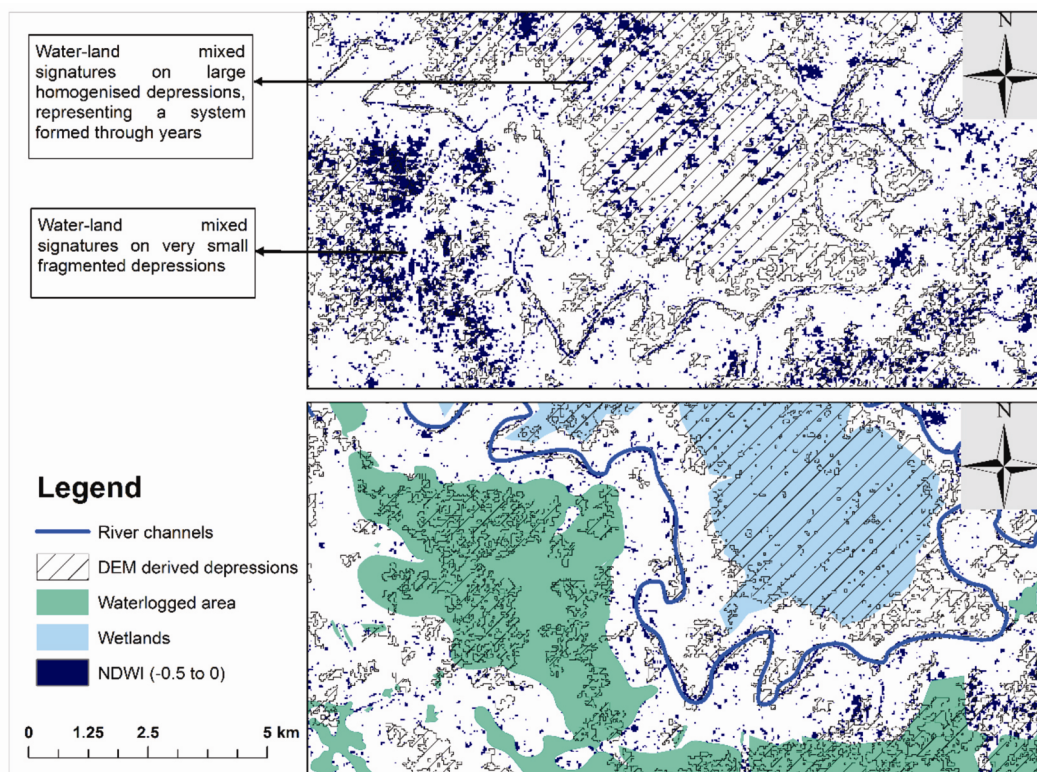 Water-land mixed
signatures on large
homogenised depressions,
representing a system
formed through years
Water-land mixed
signatures on very small
fragmented depressions
N
N
Legend
River channels
DEM derived depressions
Waterlogged area
Wetlands
NDWI (-0.5 to 0)
0 1.25 2.5 5 km